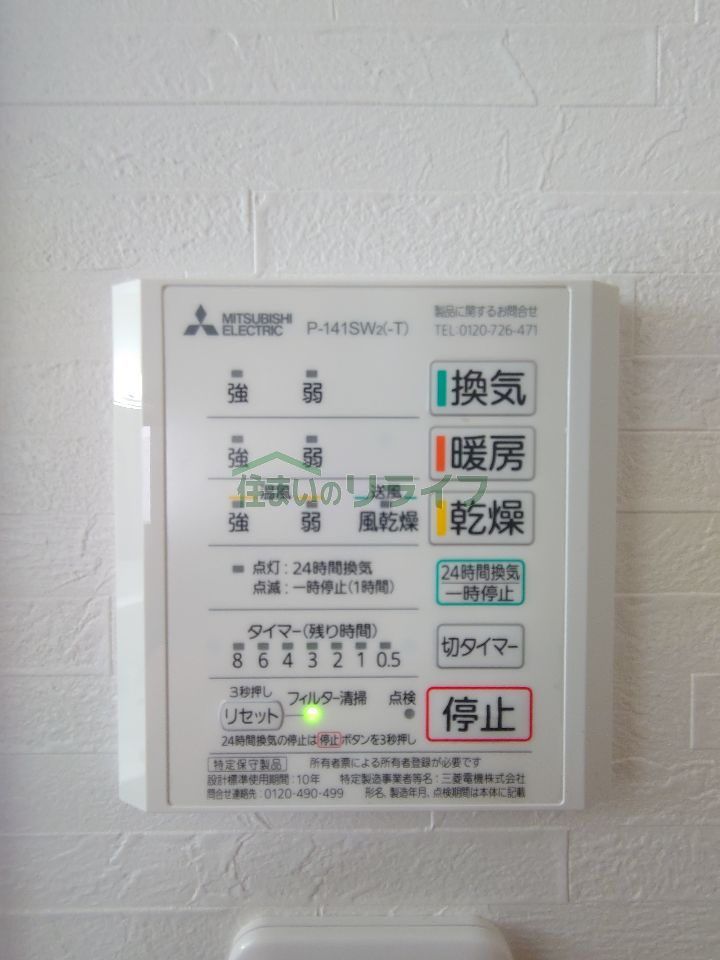 MITSUBISHI ELECTRIC P-141SW2(-T) 製品に関するお問合せ
TEL:0120-726-471
強 弱 換気
強 弱 暖房
住まいのリライフ
温風 送風
強 弱 風乾燥 乾燥
点灯:24時間換気
点滅:一時停止(1時間)
24時間換気
一時停止
タイマー(残り時間)
8 6 4 3 2 1 0.5
切タイマー
3秒押し
リセット フィルター清掃 点検
停止
24時間換気の停止は停止ボタンを3秒押し
特定保守製品 所有者票による所有者登録が必要です
設計標準使用期間:10年 特定製造事業者等名:三菱電機株式会社
問合せ連絡先:0120-490-499 形名、製造年月、点検期間は本体に記載